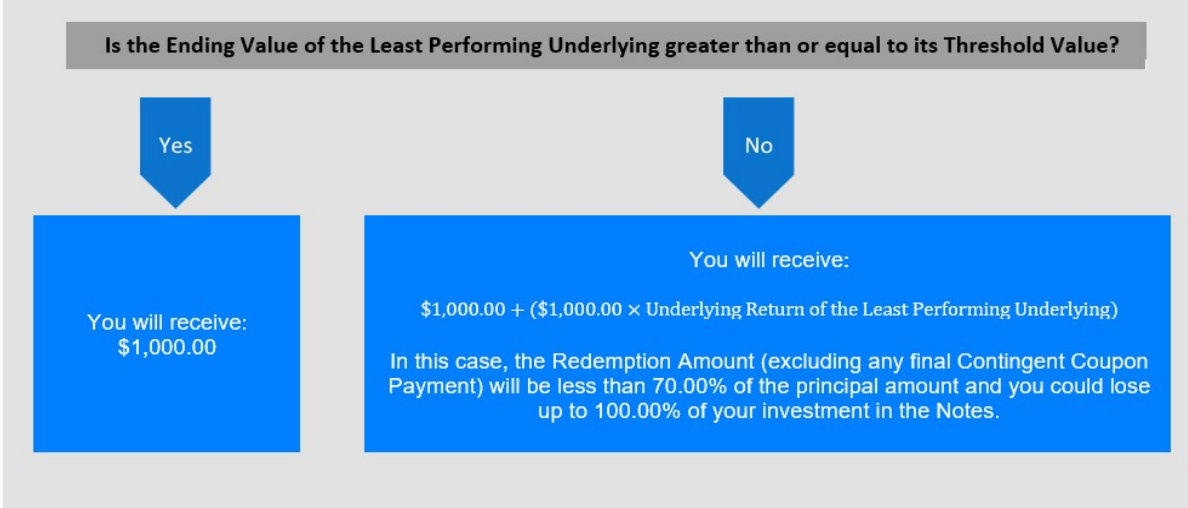 Is the Ending Value of the Least Performing Underlying greater than or equal to its Threshold Value?
Yes
No
You will receive:
$1,000.00
You will receive:
$1,000.00 + ($1,000.00 × Underlying Return of the Least Performing Underlying)
In this case, the Redemption Amount (excluding any final Contingent Coupon
Payment) will be less than 70.00% of the principal amount and you could lose
up to 100.00% of your investment in the Notes.